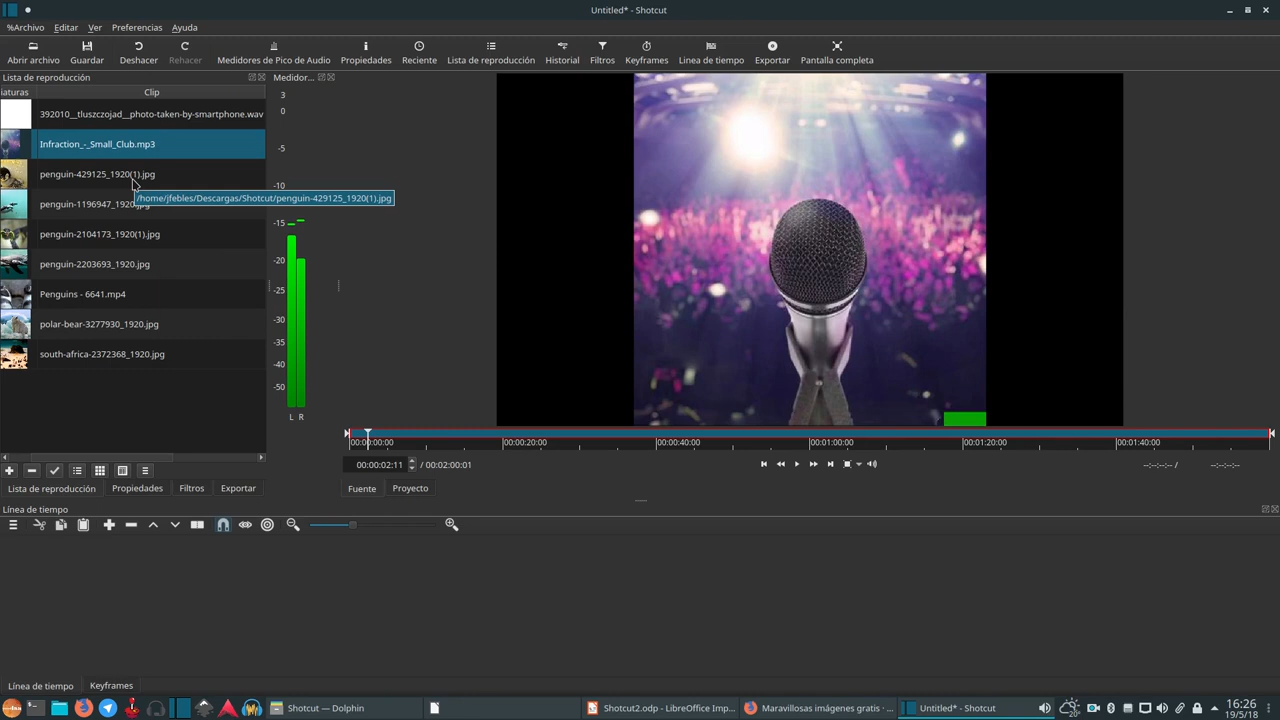 Untitled* - Shotcut
%Archivo Editar Ver Preferencias Ayuda
Abrir archivo Guardar Deshacer Rehacer Medidores de Pico de Audio Propiedades Reciente Lista de reproducción Historial Filtros Keyframes Linea de tiempo Exportar Pantalla completa
Lista de reproducción
Medidor...
iaturas Clip
392010__tluszczojad__photo-taken-by-smartphone.wav
Infraction_-_Small_Club.mp3
penguin-429125_1920(1).jpg
/home/jfebles/Descargas/Shotcut/penguin-429125_1920(1).jpg
penguin-1196947_1920.jpg
penguin-2104173_1920(1).jpg
penguin-2203693_1920.jpg
Penguins - 6641.mp4
polar-bear-3277930_1920.jpg
south-africa-2372368_1920.jpg
3
0
-5
-10
-15
-20
-25
-30
-35
-40
-50
L R
00:00:00:00 00:00:20:00 00:00:40:00 00:01:00:00 00:01:20:00 00:01:40:00
00:00:02:11 / 00:02:00:01 --:--:--:-- / --:--:--:--
Lista de reproducción Propiedades Filtros Exportar
Fuente Proyecto
Línea de tiempo
Línea de tiempo Keyframes
Shotcut — Dolphin
Shotcut2.odp - LibreOffice Imp...
Maravillosas imágenes gratis · ...
Untitled* - Shotcut
20°
16:26
19/5/18